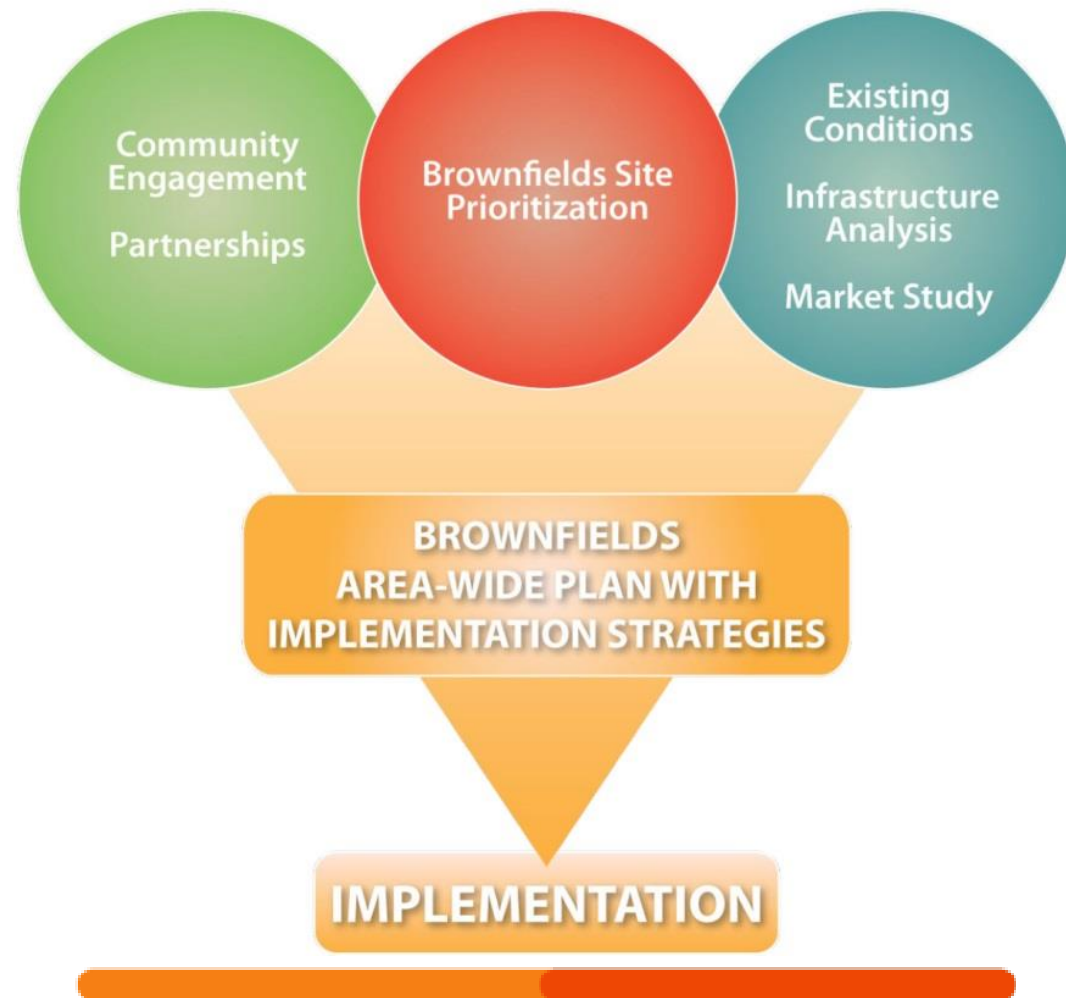 Community
Engagement
Partnerships
Brownfields Site
Prioritization
Existing
Conditions
Infrastructure
Analysis
Market Study
BROWNFIELDS
AREA-WIDE PLAN WITH
IMPLEMENTATION STRATEGIES
IMPLEMENTATION